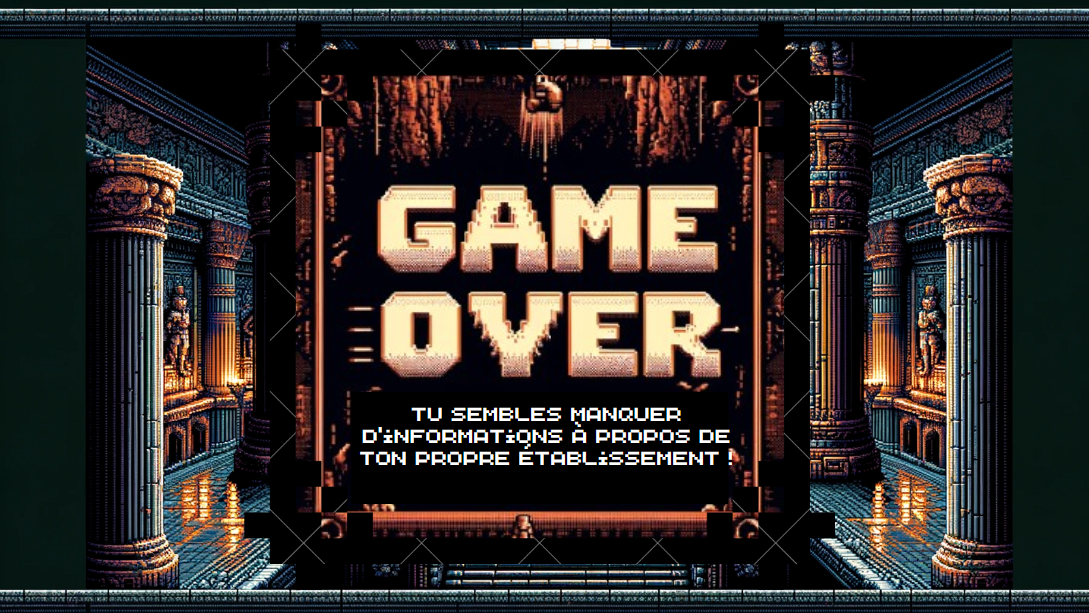 GAME
OVER
TU SEMBLES MANQUER
D'iNFORMATiONS À PROPOS DE
TON PROPRE ÉTABLiSSEMENT !